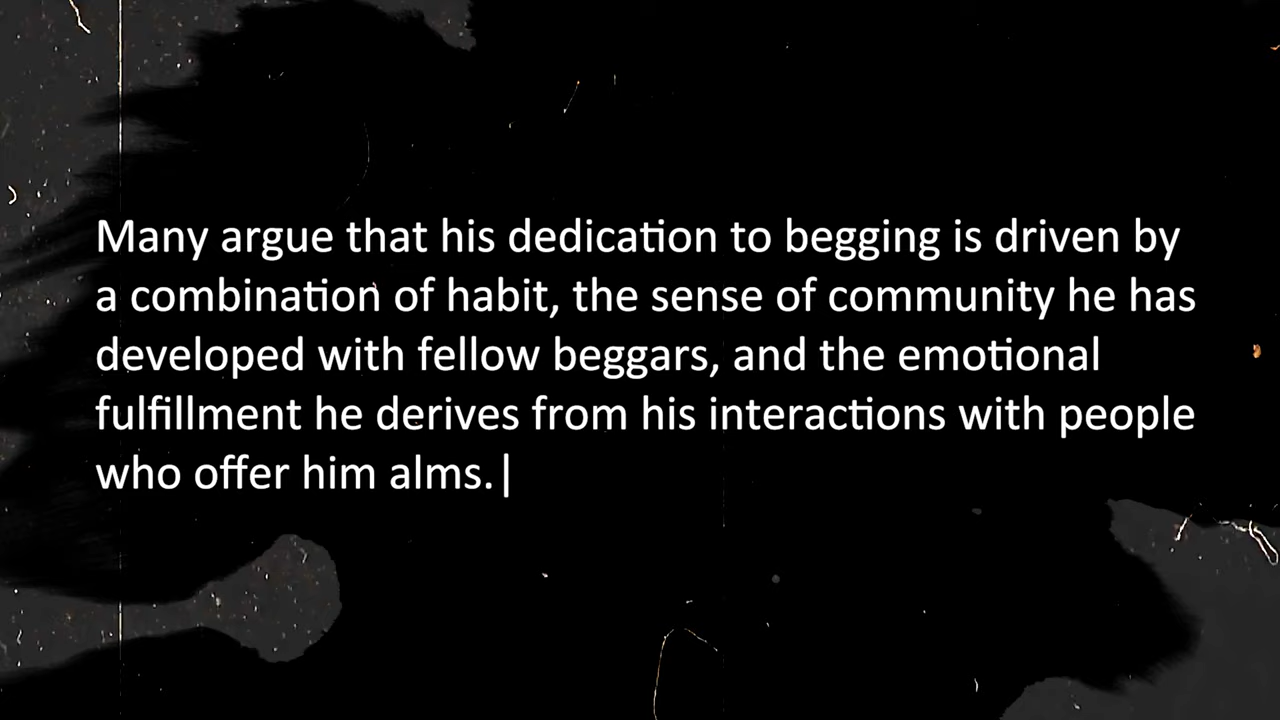 Many argue that his dedication to begging is driven by
a combination of habit, the sense of community he has
developed with fellow beggars, and the emotional
fulfillment he derives from his interactions with people
who offer him alms.|